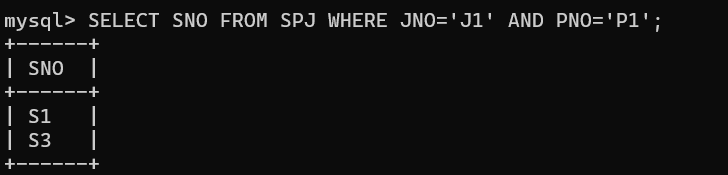 mysql> SELECT SNO FROM SPJ WHERE JNO='J1' AND PNO='P1';
+------+
| SNO  |
+------+
| S1   |
| S3   |
+------+